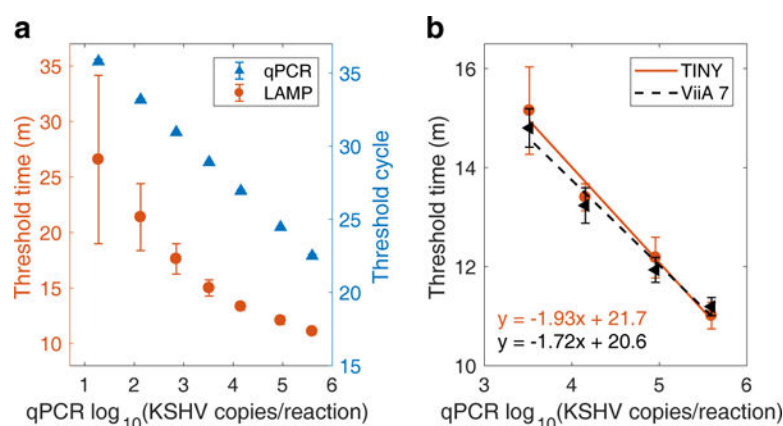 a
b
Threshold time (m)
35
30
25
20
15
10
qPCR
LAMP
35
30
25
20
15
Threshold cycle
1 2 3 4 5 6
qPCR log10(KSHV copies/reaction)
Threshold time (m)
16
14
12
10
TINY
ViiA 7
y = -1.93x + 21.7
y = -1.72x + 20.6
3 4 5 6
qPCR log10(KSHV copies/reaction)